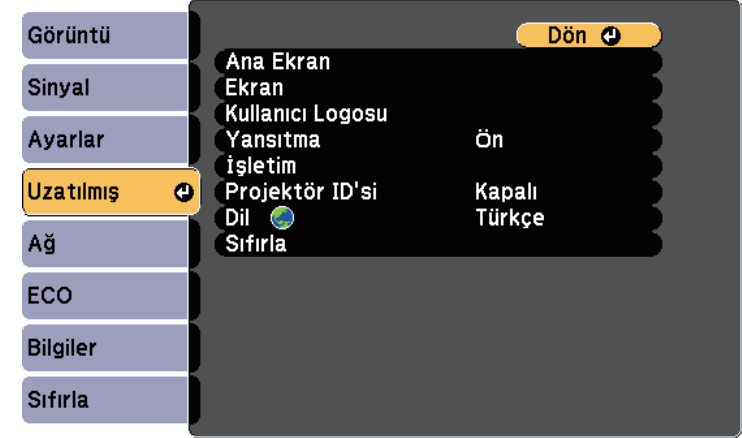 Görüntü
Sinyal
Ayarlar
Uzatılmış
Ağ
ECO
Bilgiler
Sıfırla
Dön
Ana Ekran
Ekran
Kullanıcı Logosu
Yansıtma Ön
İşletim
Projektör ID'si Kapalı
Dil Türkçe
Sıfırla